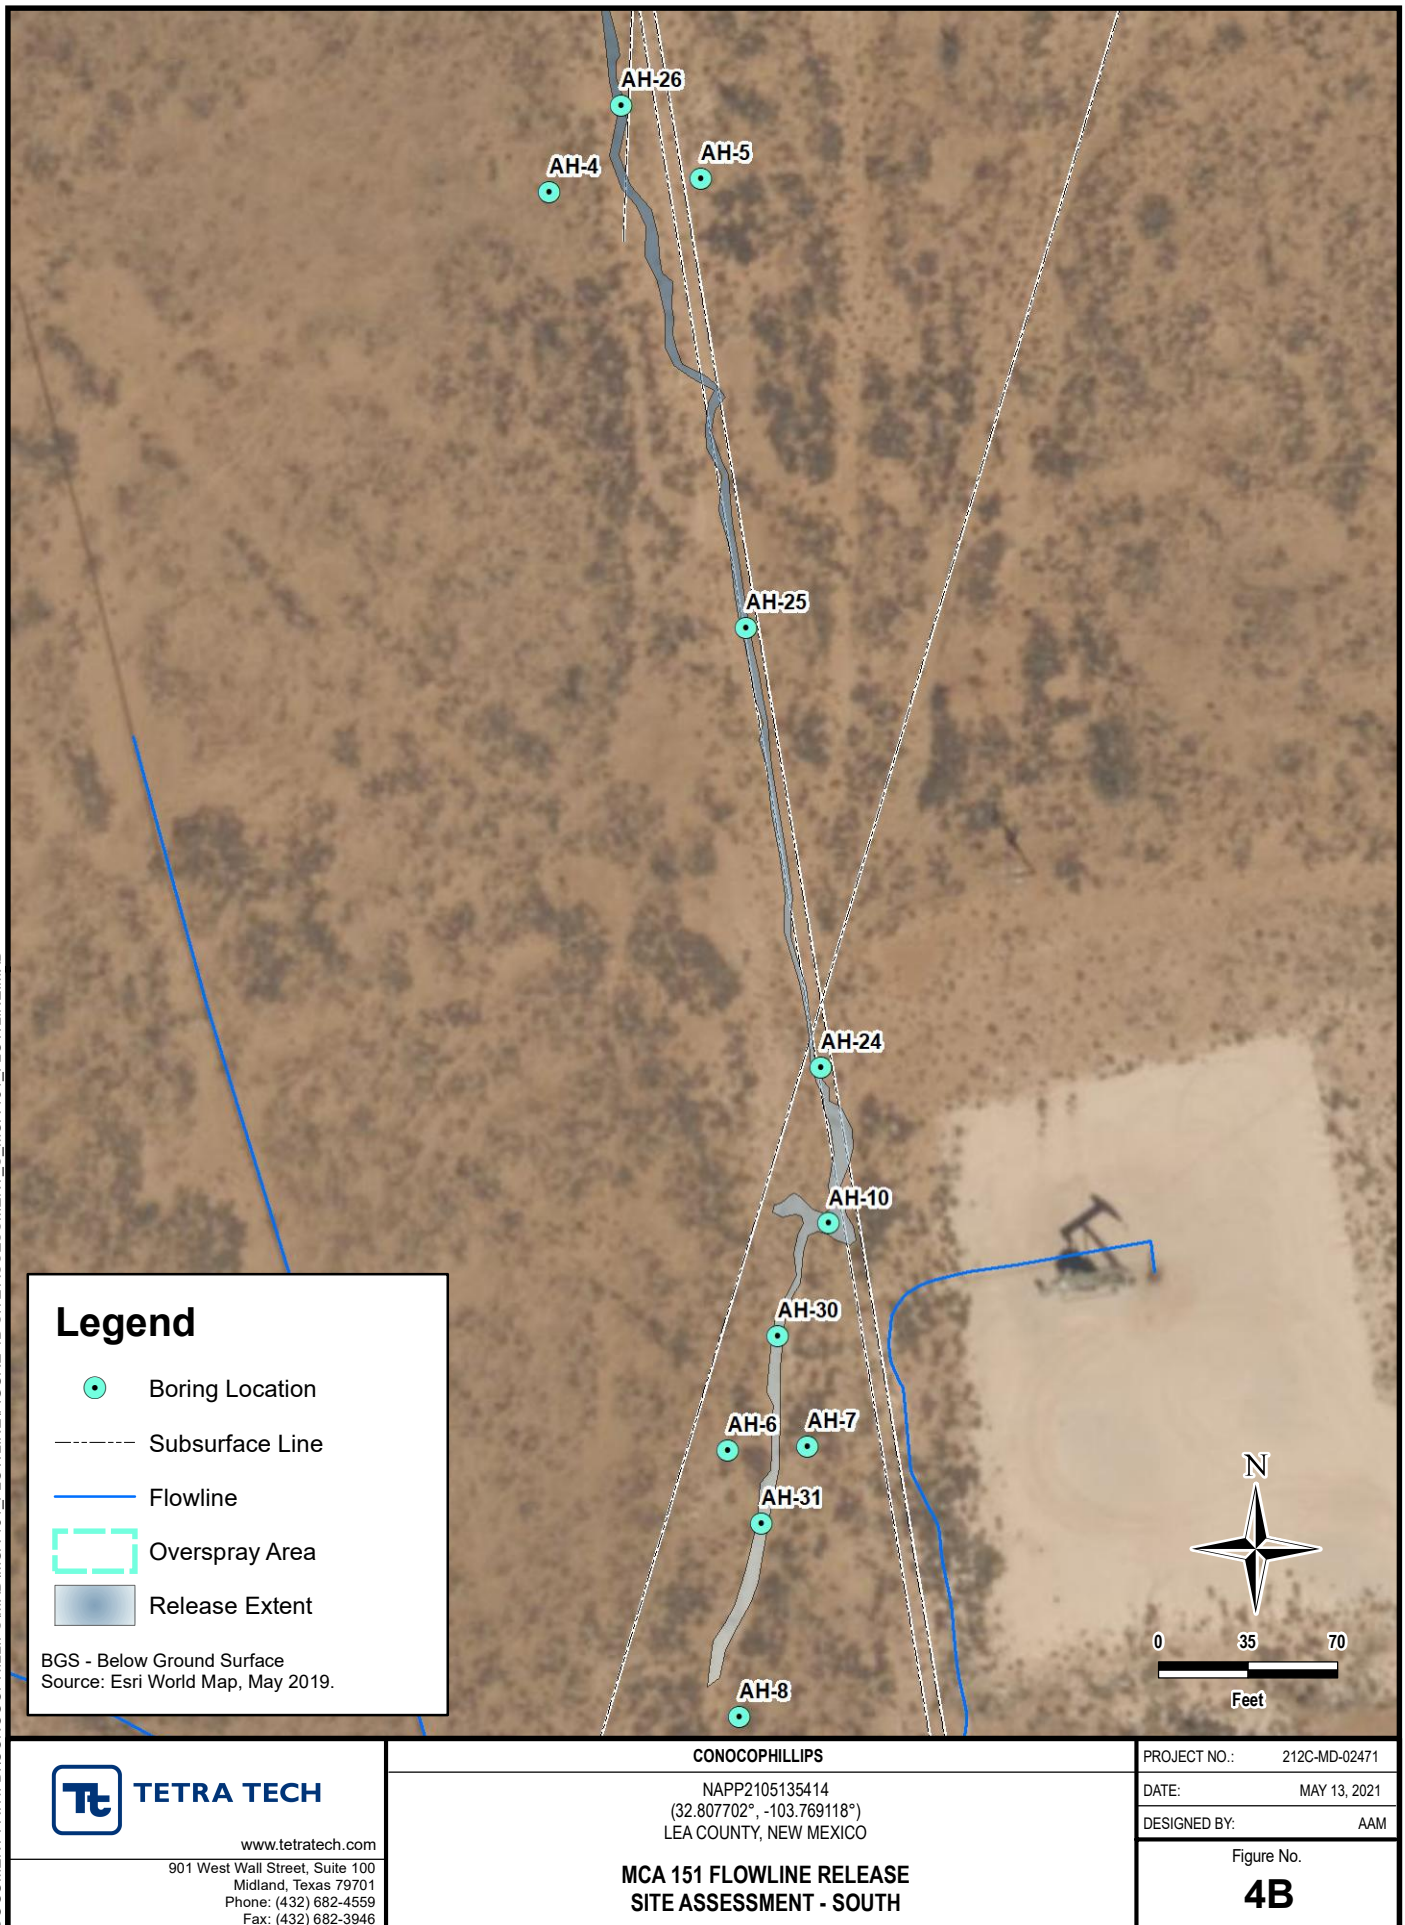 AH-26
AH-5
AH-4
AH-25
AH-24
AH-10
AH-30
AH-6
AH-7
AH-31
AH-8
Legend
Boring Location
Subsurface Line
Flowline
Overspray Area
Release Extent
BGS - Below Ground Surface
Source: Esri World Map, May 2019.
N
0 35 70
Feet
Tt TETRA TECH
www.tetratech.com
901 West Wall Street, Suite 100
Midland, Texas 79701
Phone: (432) 682-4559
Fax: (432) 682-3946
CONOCOPHILLIPS
NAPP2105135414
(32.807702°, -103.769118°)
LEA COUNTY, NEW MEXICO
MCA 151 FLOWLINE RELEASE
SITE ASSESSMENT - SOUTH
PROJECT NO.: 212C-MD-02471
DATE: MAY 13, 2021
DESIGNED BY: AAM
Figure No.
4B